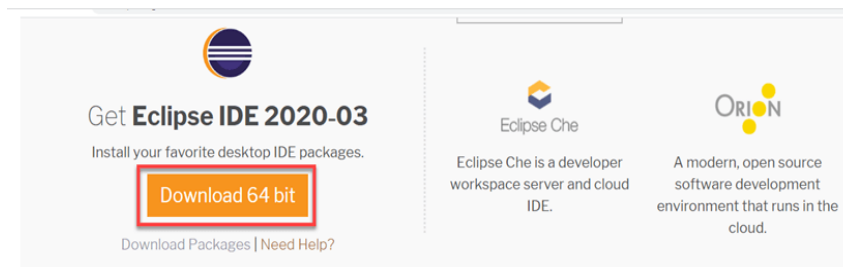 Get Eclipse IDE 2020-03
Install your favorite desktop IDE packages.
Download 64 bit
Download Packages | Need Help?
Eclipse Che
Eclipse Che is a developer
workspace server and cloud
IDE.
ORION
A modern, open source
software development
environment that runs in the
cloud.